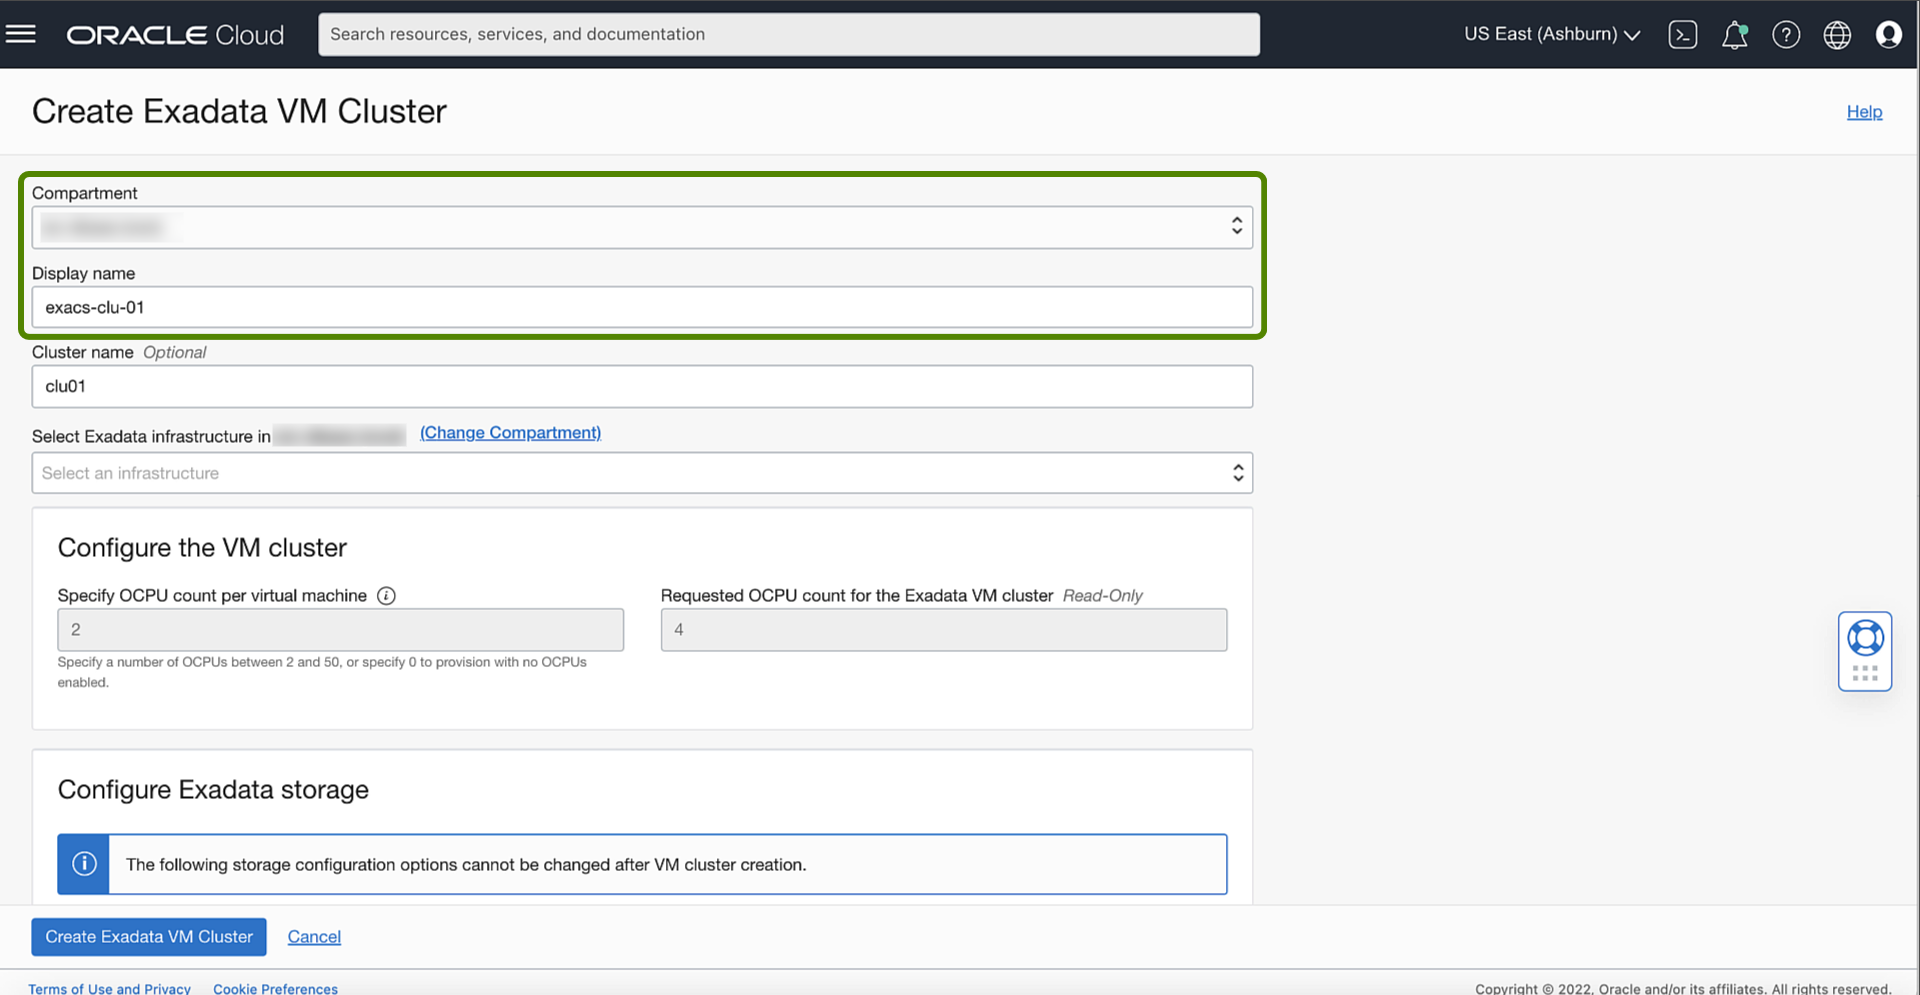 ORACLE Cloud
Search resources, services, and documentation
US East (Ashburn)
Create Exadata VM Cluster
Help
Compartment
Display name
exacs-clu-01
Cluster name Optional
clu01
Select Exadata infrastructure in
(Change Compartment)
Select an infrastructure
Configure the VM cluster
Specify OCPU count per virtual machine
Requested OCPU count for the Exadata VM cluster Read-Only
2
4
Specify a number of OCPUs between 2 and 50, or specify 0 to provision with no OCPUs
enabled.
Configure Exadata storage
The following storage configuration options cannot be changed after VM cluster creation.
Create Exadata VM Cluster
Cancel
Terms of Use and Privacy
Cookie Preferences
Copyright © 2022, Oracle and/or its affiliates. All rights reserved.